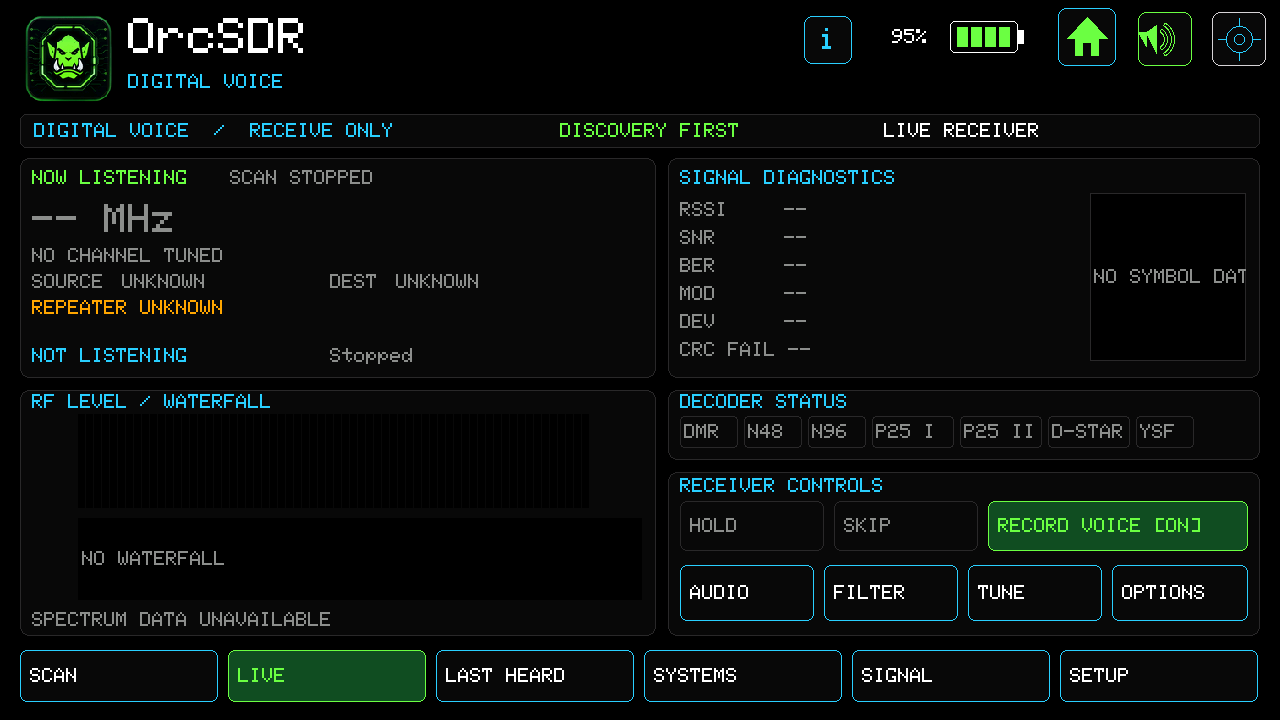 OrcSDR
DIGITAL VOICE
i
95%
DIGITAL VOICE / RECEIVE ONLY
DISCOVERY FIRST
LIVE RECEIVER
NOW LISTENING SCAN STOPPED
-- MHz
NO CHANNEL TUNED
SOURCE UNKNOWN DEST UNKNOWN
REPEATER UNKNOWN
NOT LISTENING Stopped
SIGNAL DIAGNOSTICS
RSSI --
SNR --
BER --
MOD --
DEV --
CRC FAIL --
NO SYMBOL DAT
RF LEVEL / WATERFALL
NO WATERFALL
SPECTRUM DATA UNAVAILABLE
DECODER STATUS
DMR N48 N96 P25 I P25 II D-STAR YSF
RECEIVER CONTROLS
HOLD SKIP RECORD VOICE [ON]
AUDIO FILTER TUNE OPTIONS
SCAN LIVE LAST HEARD SYSTEMS SIGNAL SETUP